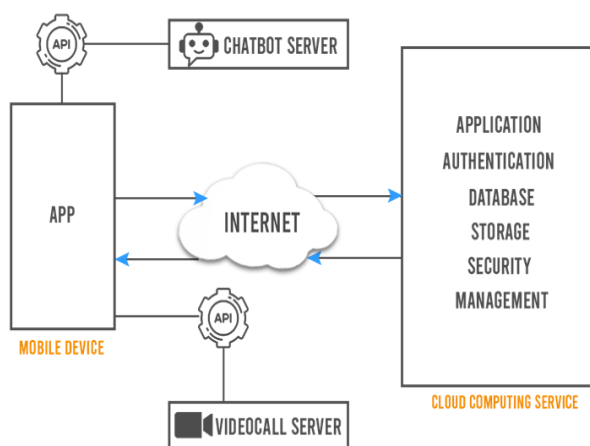 API
CHATBOT SERVER
APP
MOBILE DEVICE
INTERNET
API
VIDEOCALL SERVER
APPLICATION
AUTHENTICATION
DATABASE
STORAGE
SECURITY
MANAGEMENT
CLOUD COMPUTING SERVICE